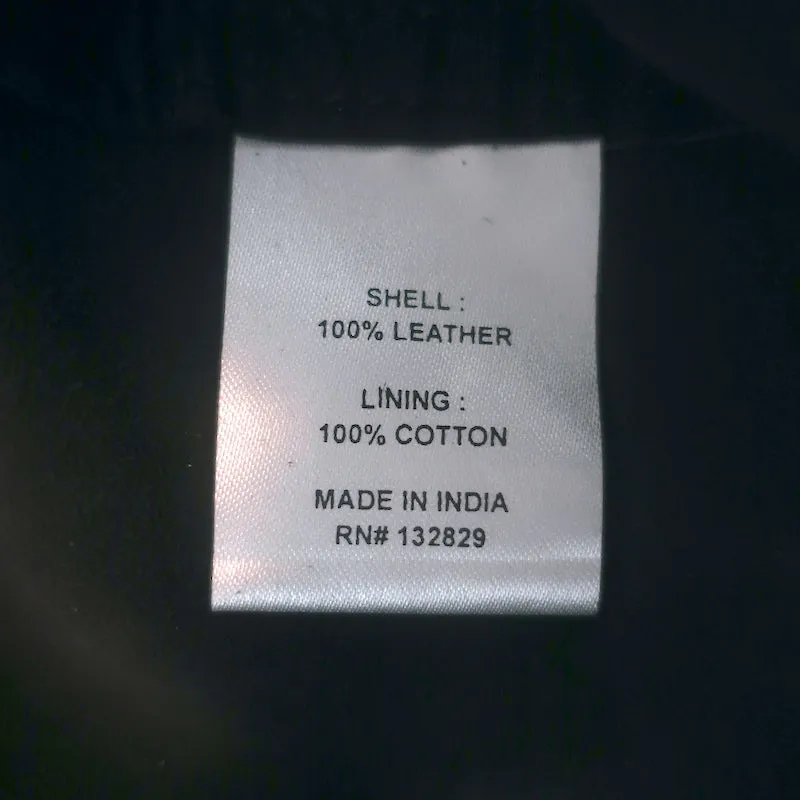 SHELL :
100% LEATHER
LINING :
100% COTTON
MADE IN INDIA
RN# 132829